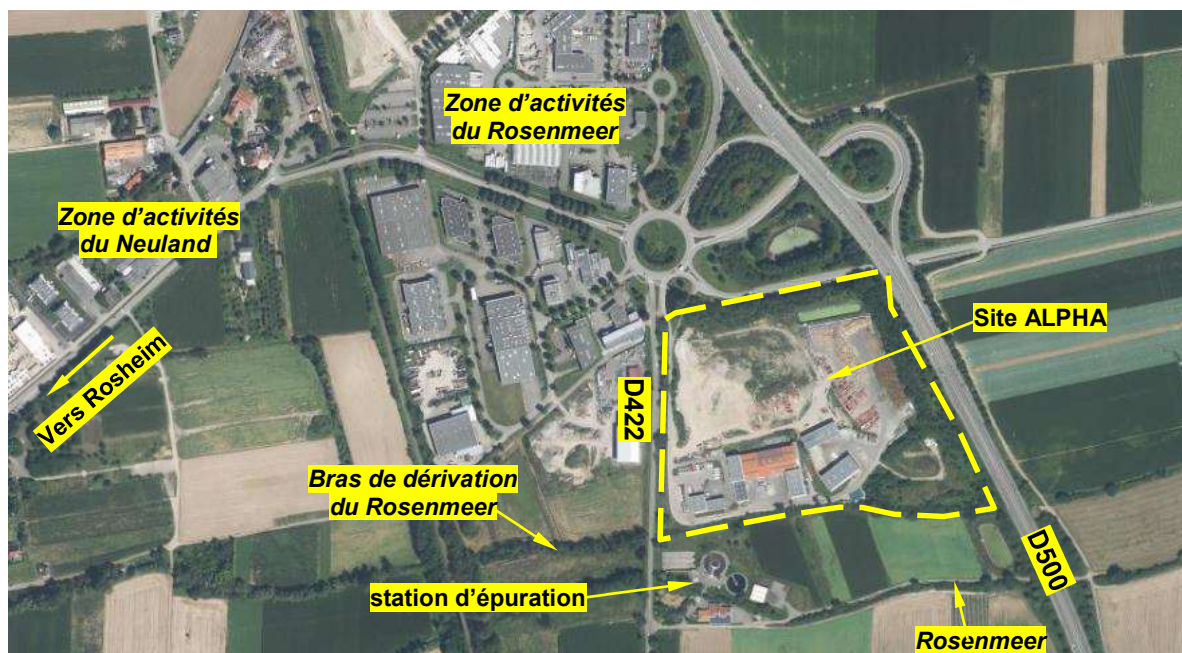 Zone d'activités
du Rosenmeer
Zone d'activités
du Neuland
Site ALPHA
Vers Rosheim
D422
Bras de dérivation
du Rosenmeer
D500
station d'épuration
Rosenmeer